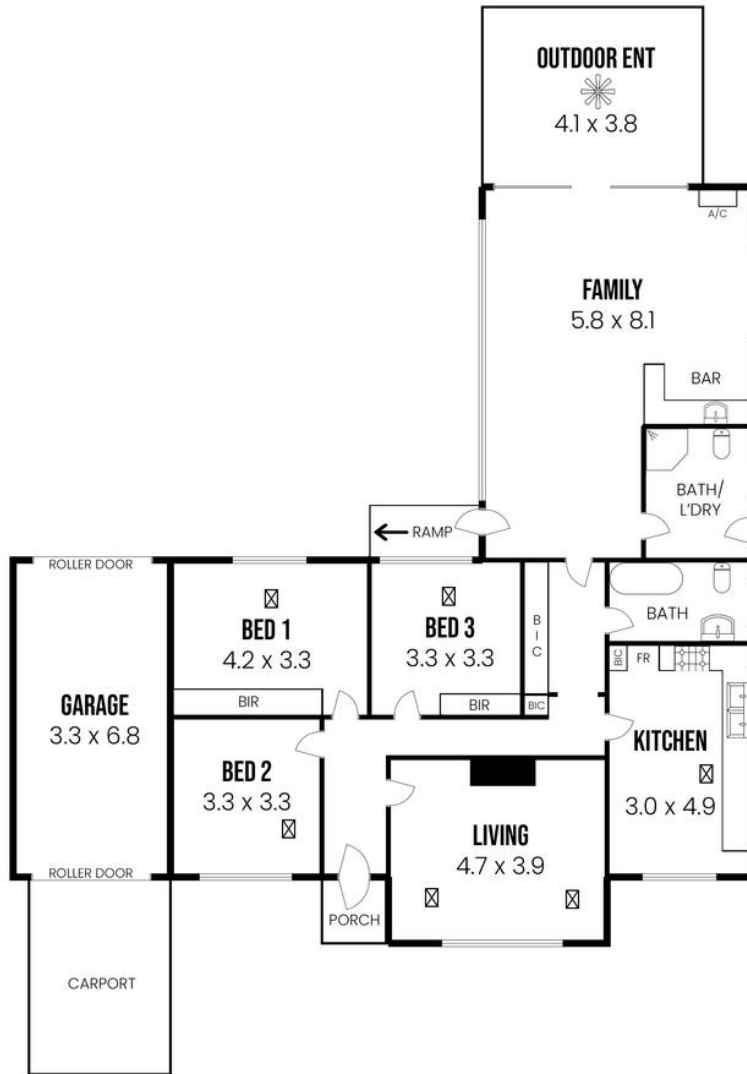 OUTDOOR ENT
4.1 x 3.8
A/C
FAMILY
5.8 x 8.1
BAR
BATH/
L'DRY
RAMP
ROLLER DOOR
BED 1
4.2 x 3.3
BIR
BED 3
3.3 x 3.3
BIR
B
I
C
BIC
BATH
BIC
FR
GARAGE
3.3 x 6.8
BED 2
3.3 x 3.3
KITCHEN
3.0 x 4.9
LIVING
4.7 x 3.9
ROLLER DOOR
PORCH
CARPORT